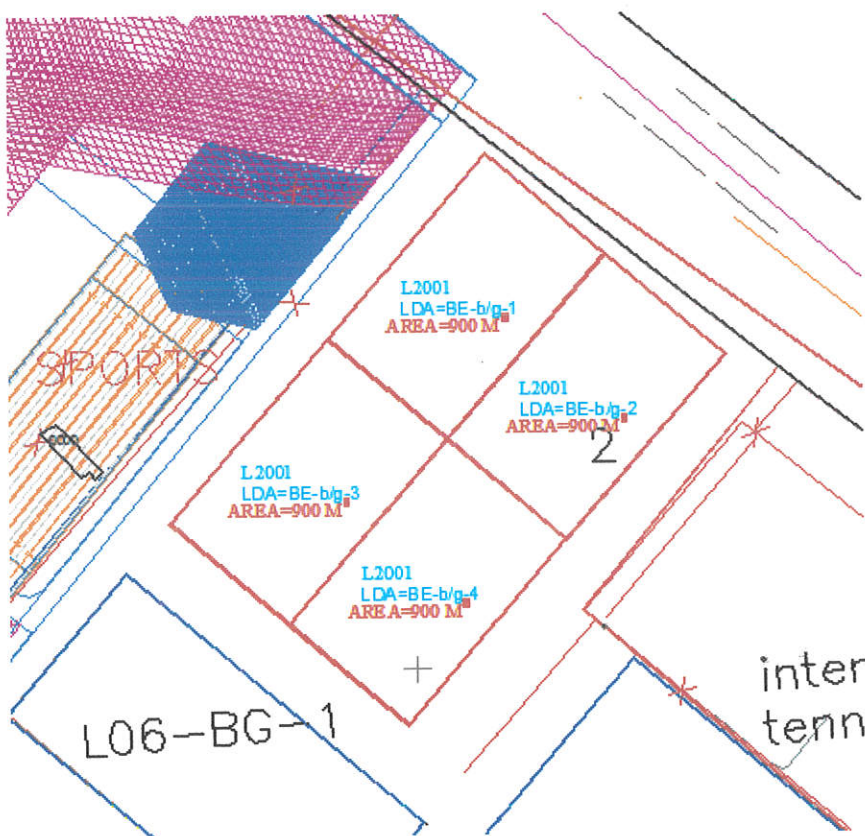 L2001
LDA=BE-b/g-1
AREA=900 M
L2001
LDA=BE-b/g-2
AREA=900 M
2
SPORTS
L2001
LDA=BE-b/g-3
AREA=900 M
L2001
LDA=BE-b/g-4
AREA=900 M
L06-BG-1
inter
tenn